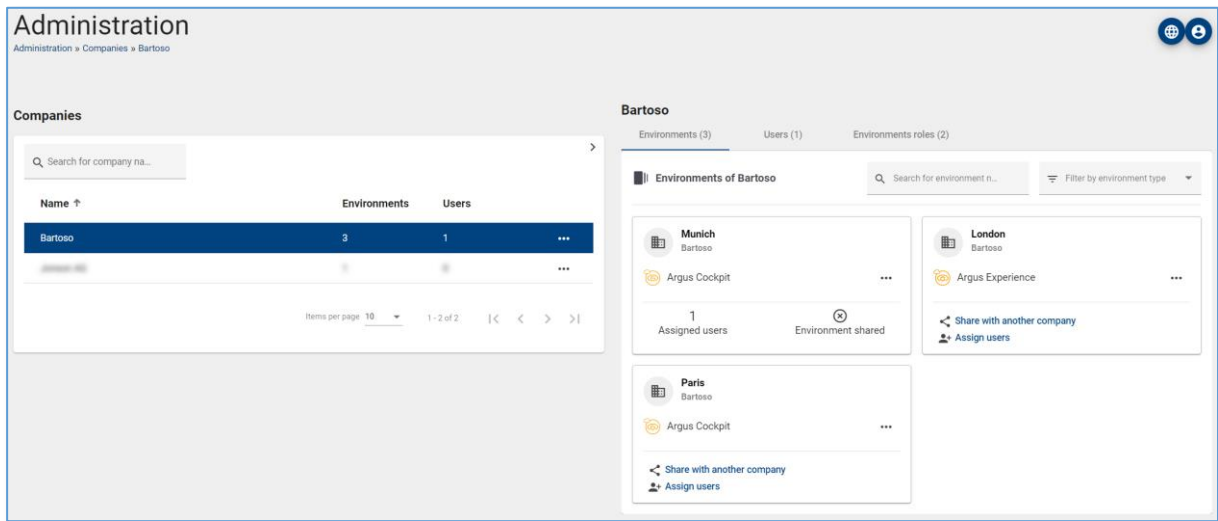 Administration
Administration » Companies » Bartoso
Companies
Search for company na...
Name ↑ Environments Users
Bartoso 3 1
Items per page 10 1 - 2 of 2
Bartoso
Environments (3) Users (1) Environments roles (2)
Environments of Bartoso Search for environment n... Filter by environment type
Munich
Bartoso
Argus Cockpit
1
Assigned users Environment shared
London
Bartoso
Argus Experience
Share with another company
Assign users
Paris
Bartoso
Argus Cockpit
Share with another company
Assign users